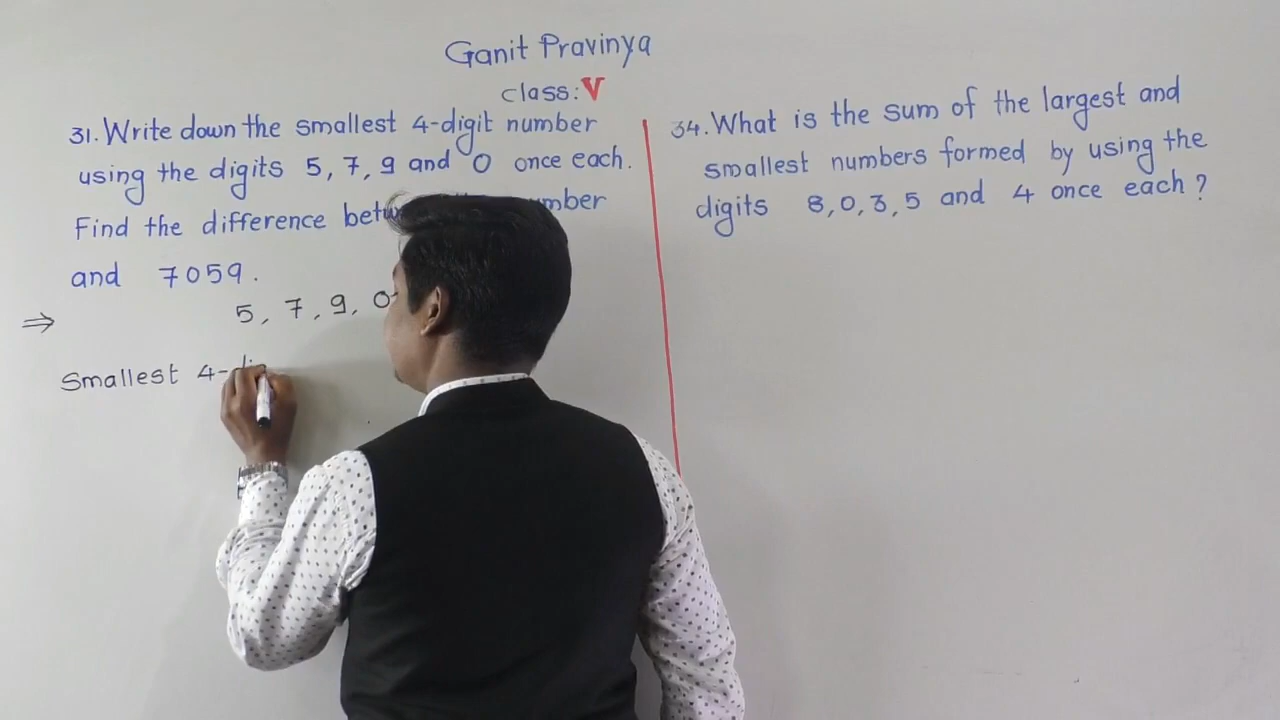 Ganit Pravinya
class: V
31. Write down the smallest 4-digit number
using the digits 5, 7, 9 and 0 once each.
Find the difference
and 7059.
⇒ 5, 7, 9, 0
Smallest 4-di
34. What is the sum of the largest and
smallest numbers formed by using the
digits 8, 0, 3, 5 and 4 once each?